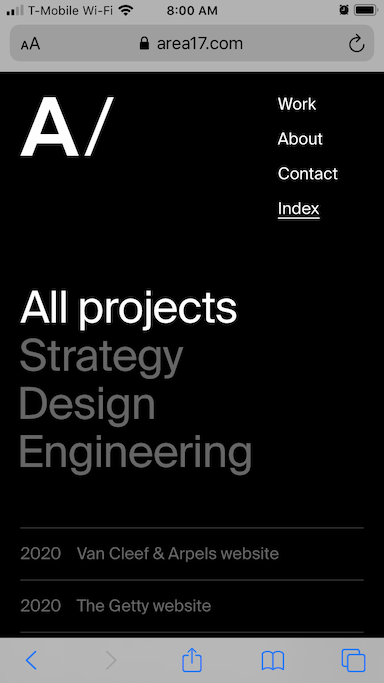 T-Mobile Wi-Fi 8:00 AM
AA area17.com
A/
Work
About
Contact
Index
All projects
Strategy
Design
Engineering
2020 Van Cleef & Arpels website
2020 The Getty website